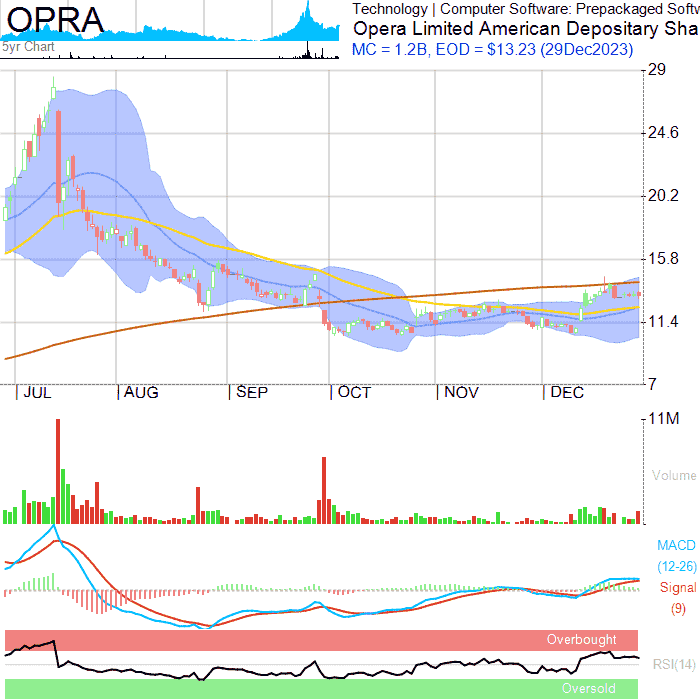 OPRA
Technology | Computer Software: Prepackaged Softw
Opera Limited American Depositary Sha
MC = 1.2B, EOD = $13.23 (29Dec2023)
5yr Chart
29
24.6
20.2
15.8
11.4
7
JUL AUG SEP OCT NOV DEC
11M
Volume
MACD
(12-26)
Signal
(9)
Overbought
RSI(14)
Oversold